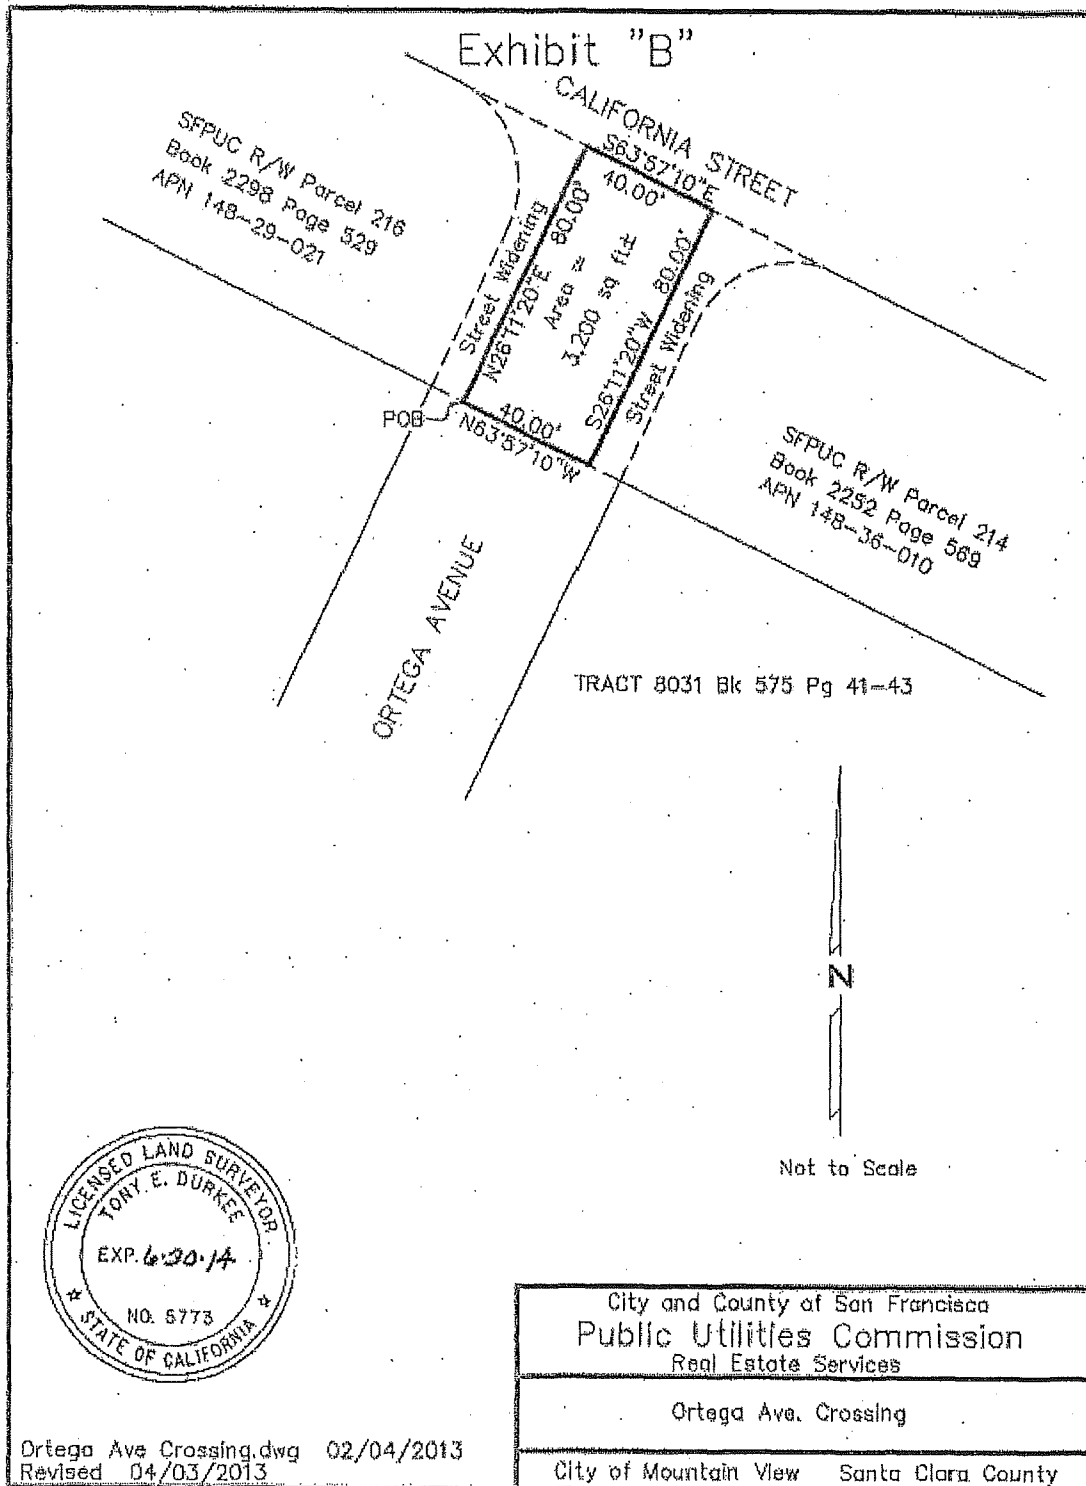 Exhibit "B"
CALIFORNIA STREET
SFPUC R/W Parcel 216
Book 2298 Page 529
APN 148-29-021
S63°57'10"E
40.00'
Street Widening
N26°11'20"E 80.00'
Area =
3,200 sq ft±
S26°11'20"W 80.00'
Street Widening
POB
40.00'
N63°57'10"W
SFPUC R/W Parcel 214
Book 2252 Page 569
APN 148-36-010
ORTEGA AVENUE
TRACT 8031 Bk 575 Pg 41-43
N
Not to Scale
LICENSED LAND SURVEYOR
TONY E. DURKEE
EXP. 6·30·14
NO. 5773
STATE OF CALIFORNIA
City and County of San Francisco
Public Utilities Commission
Real Estate Services
Ortega Ave. Crossing
City of Mountain View Santa Clara County
Ortega Ave Crossing.dwg 02/04/2013
Revised 04/03/2013